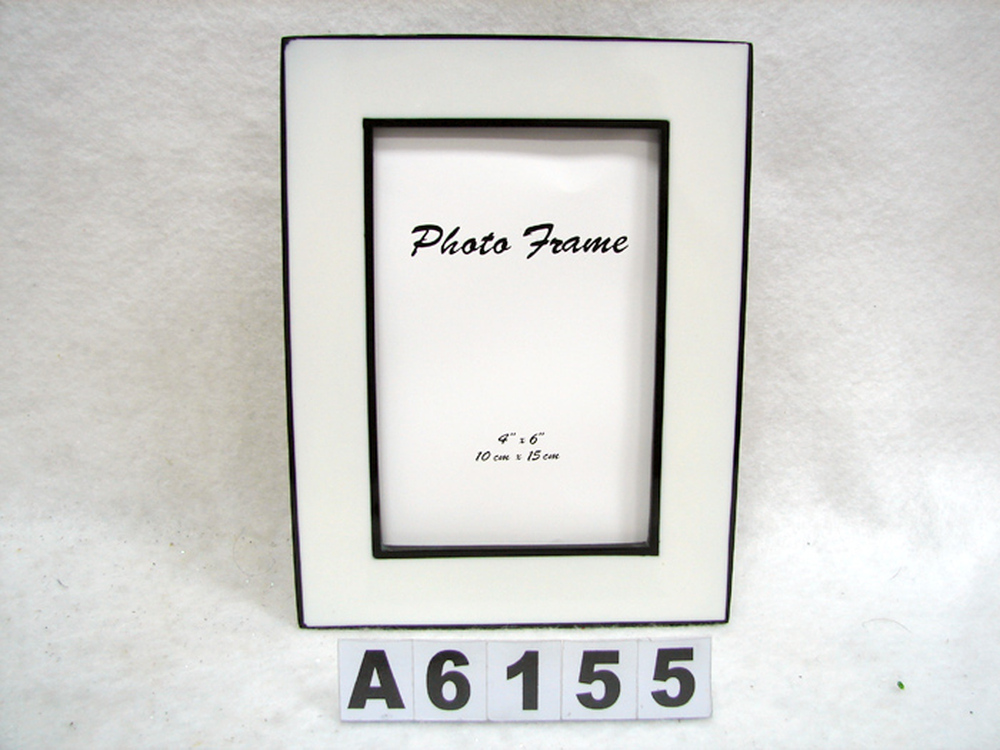 Photo Frame
4" x 6"
10 cm x 15 cm
A6155